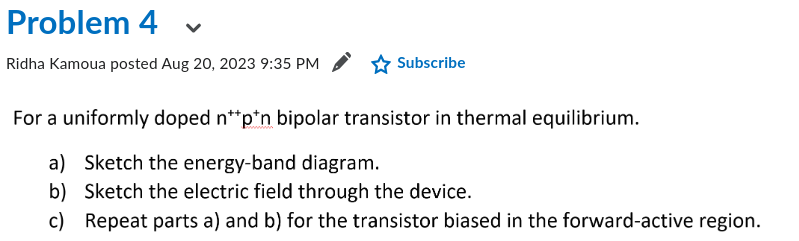 Problem 4
Ridha Kamoua posted Aug 20, 2023 9:35 PM Subscribe
For a uniformly doped n⁺⁺p⁺n bipolar transistor in thermal equilibrium.
a) Sketch the energy-band diagram.
b) Sketch the electric field through the device.
c) Repeat parts a) and b) for the transistor biased in the forward-active region.